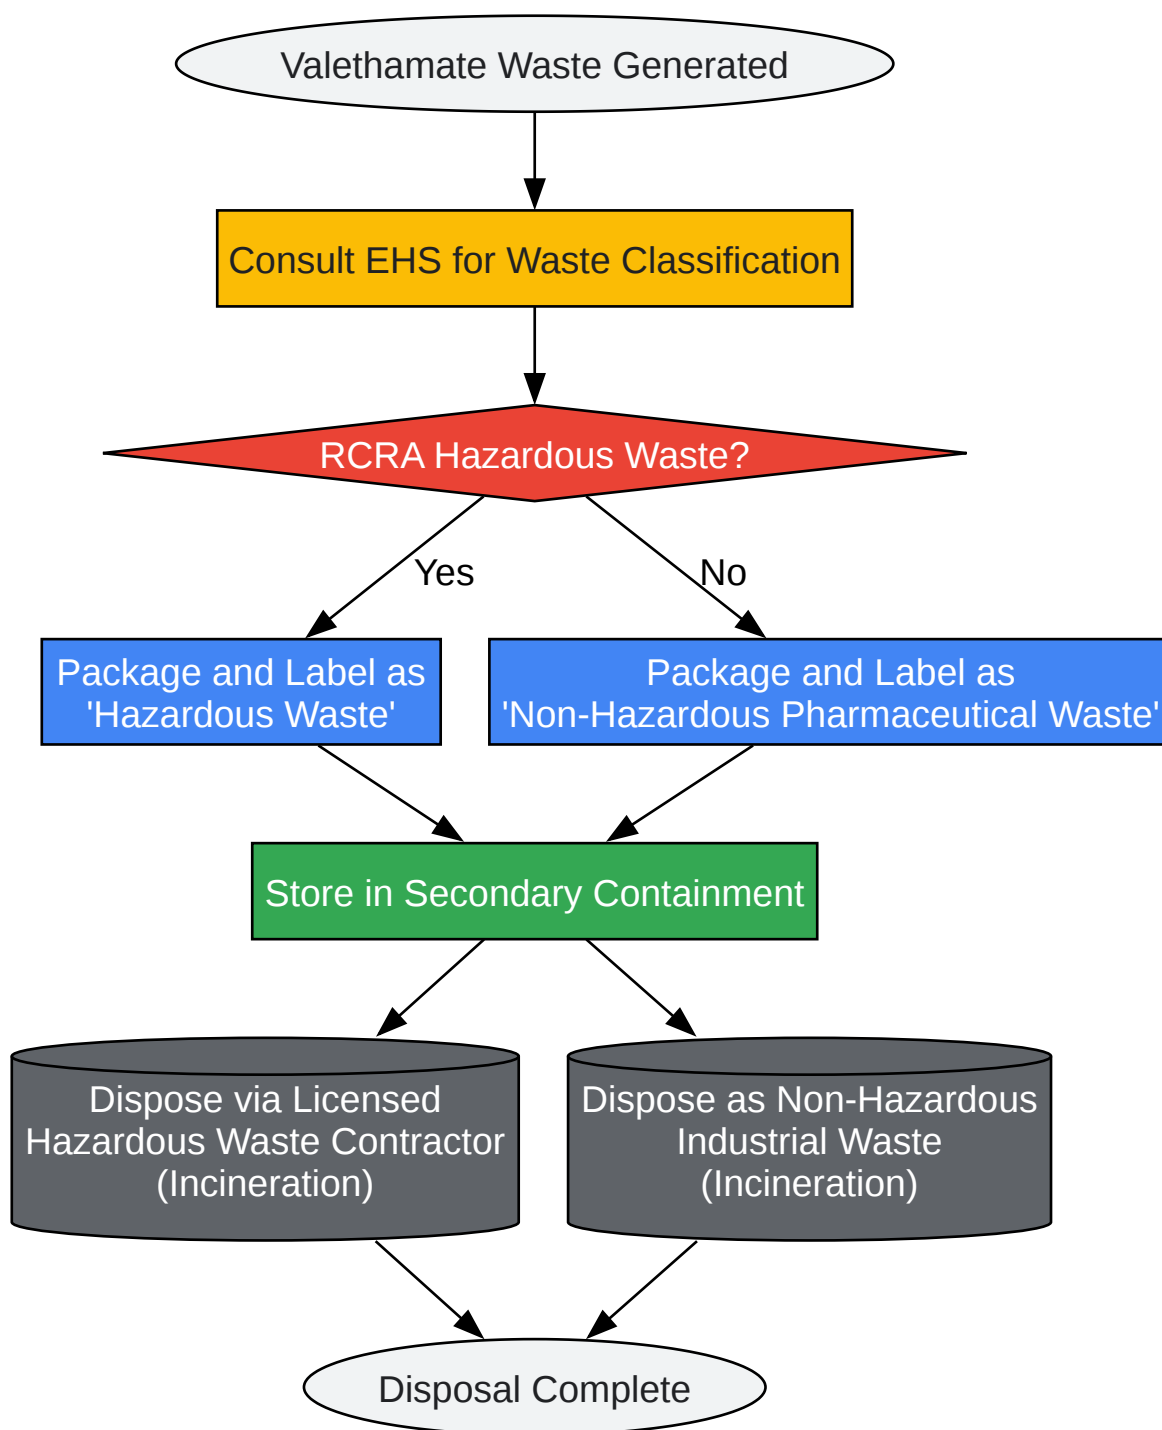 Valethamate Waste Generated
Consult EHS for Waste Classification
RCRA Hazardous Waste?
Yes
No
Package and Label as
'Hazardous Waste'
Package and Label as
'Non-Hazardous Pharmaceutical Waste'
Store in Secondary Containment
Dispose via Licensed
Hazardous Waste Contractor
(Incineration)
Dispose as Non-Hazardous
Industrial Waste
(Incineration)
Disposal Complete